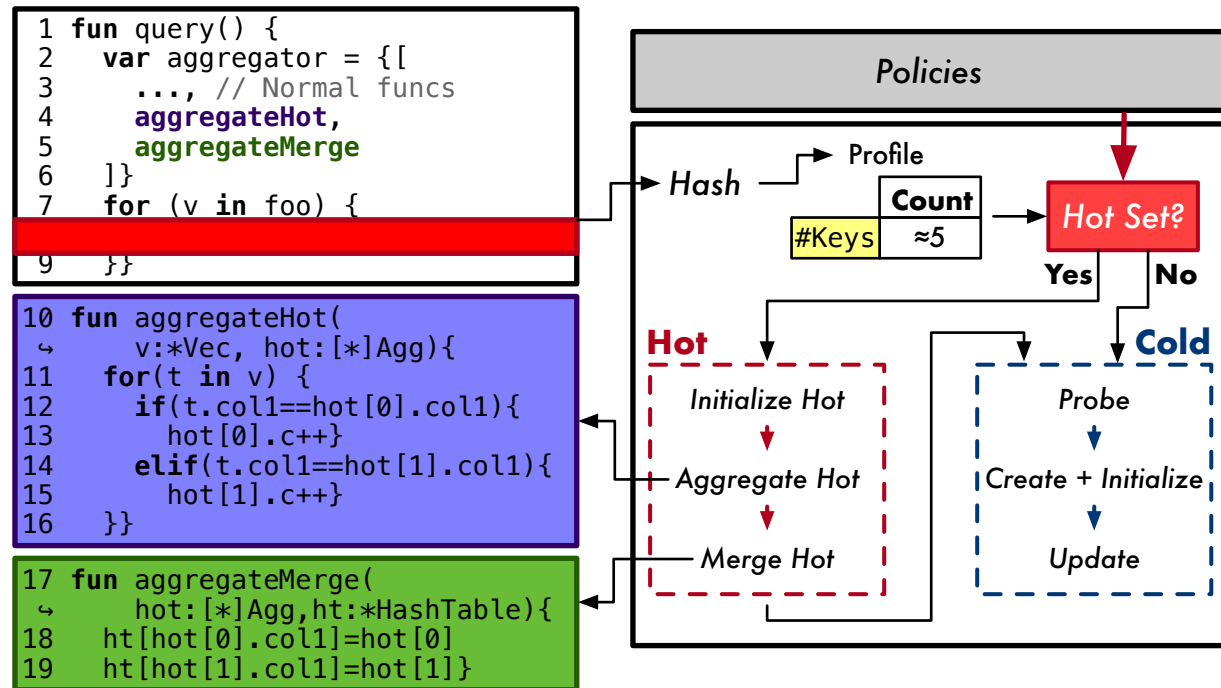 1 fun query() {
2 var aggregator = {[
3 ..., // Normal funcs
4 aggregateHot,
5 aggregateMerge
6 ]}
7 for (v in foo) {
9 }}
10 fun aggregateHot(
↪ v:*Vec, hot:[*]Agg){
11 for(t in v) {
12 if(t.col1==hot[0].col1){
13 hot[0].c++}
14 elif(t.col1==hot[1].col1){
15 hot[1].c++}
16 }}
17 fun aggregateMerge(
↪ hot:[*]Agg,ht:*HashTable){
18 ht[hot[0].col1]=hot[0]
19 ht[hot[1].col1]=hot[1]}
Policies
Hash
Profile
Count
#Keys ≈5
Hot Set?
Yes No
Hot
Initialize Hot
Aggregate Hot
Merge Hot
Cold
Probe
Create + Initialize
Update